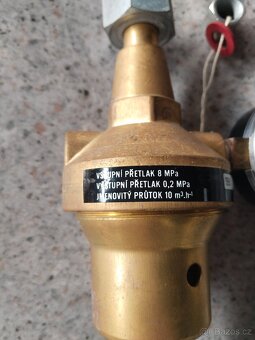 VSTUPNÍ PŘETLAK 8 MPa
VÝSTUPNÍ PŘETLAK 0,2 MPa
JMENOVITÝ PRŮTOK 10 m³.h⁻¹
bazos.cz